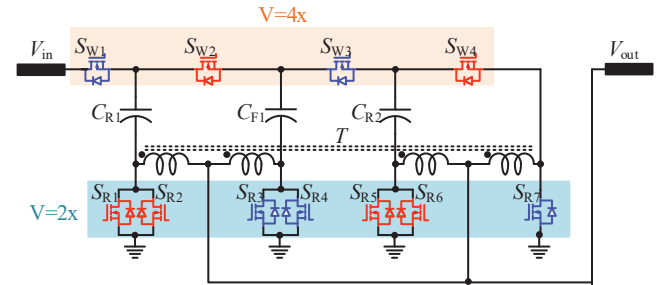 V=4x
V_in S_W1 S_W2 S_W3 S_W4 V_out
C_R1 C_F1 C_R2
T
V=2x S_R1 S_R2 S_R3 S_R4 S_R5 S_R6 S_R7